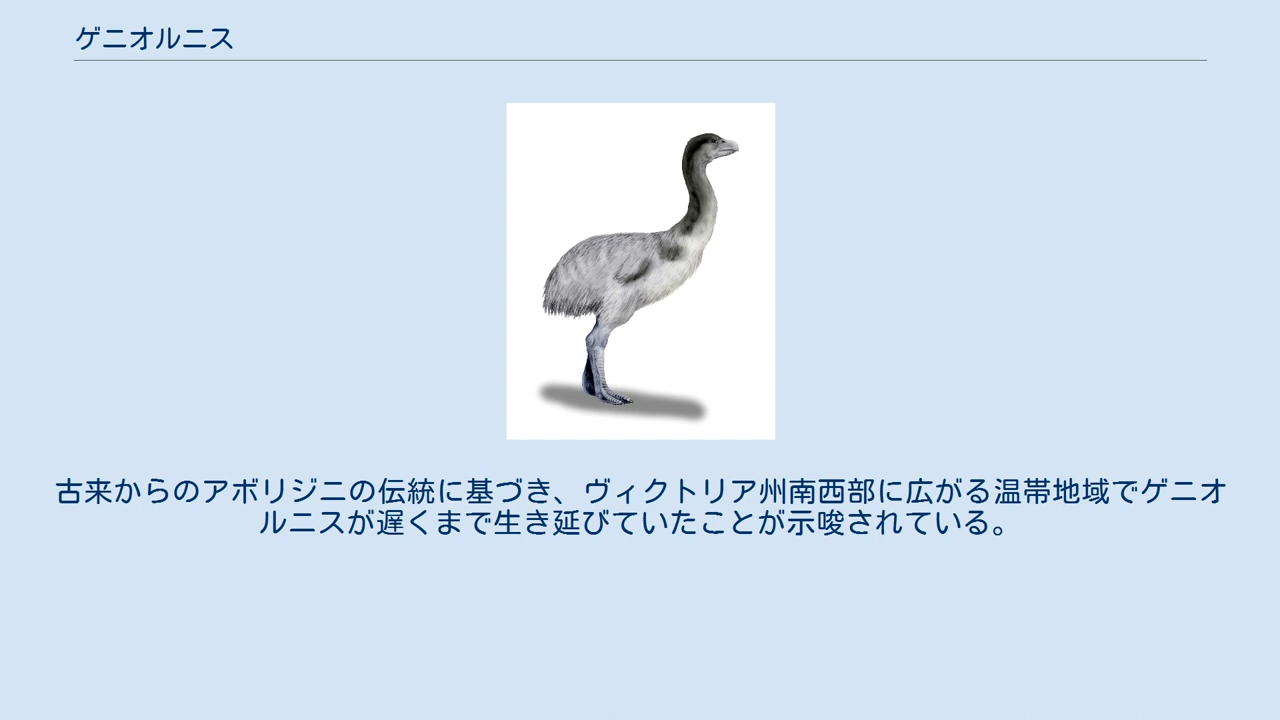 ゲニオルニス
古来からのアボリジニの伝統に基づき、ヴィクトリア州南西部に広がる温帯地域でゲニオ
ルニスが遅くまで生き延びていたことが示唆されている。